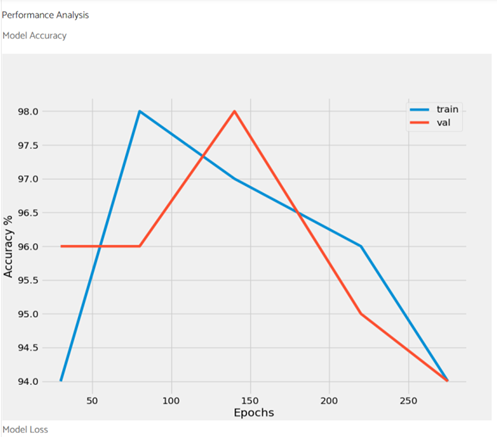 Performance Analysis
Model Accuracy
train
val
98.0
97.5
97.0
96.5
96.0
95.5
95.0
94.5
94.0
Accuracy %
50 100 150 200 250
Epochs
Model Loss